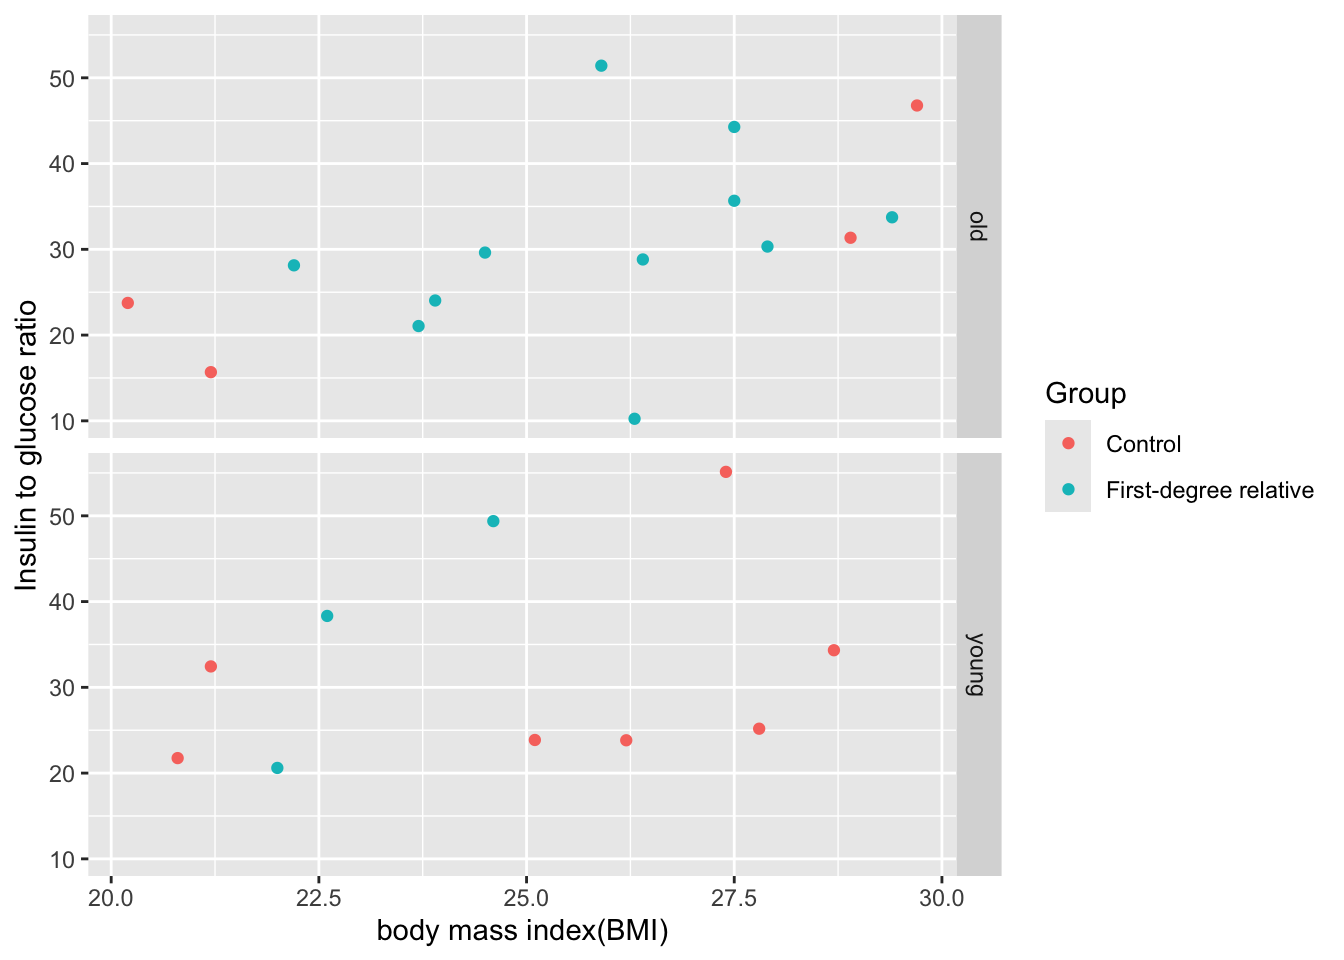 Insulin to glucose ratio
50
40
30
20
10
old
50
40
30
20
10
young
20.0 22.5 25.0 27.5 30.0
body mass index(BMI)
Group
Control
First-degree relative